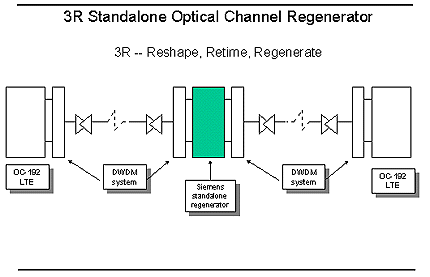 3R Standalone Optical Channel Regenerator
3R -- Reshape, Retime, Regenerate
OC-192
LTE
DWDM
system
Siemens
standalone
regenerator
DWDM
system
OC-192
LTE